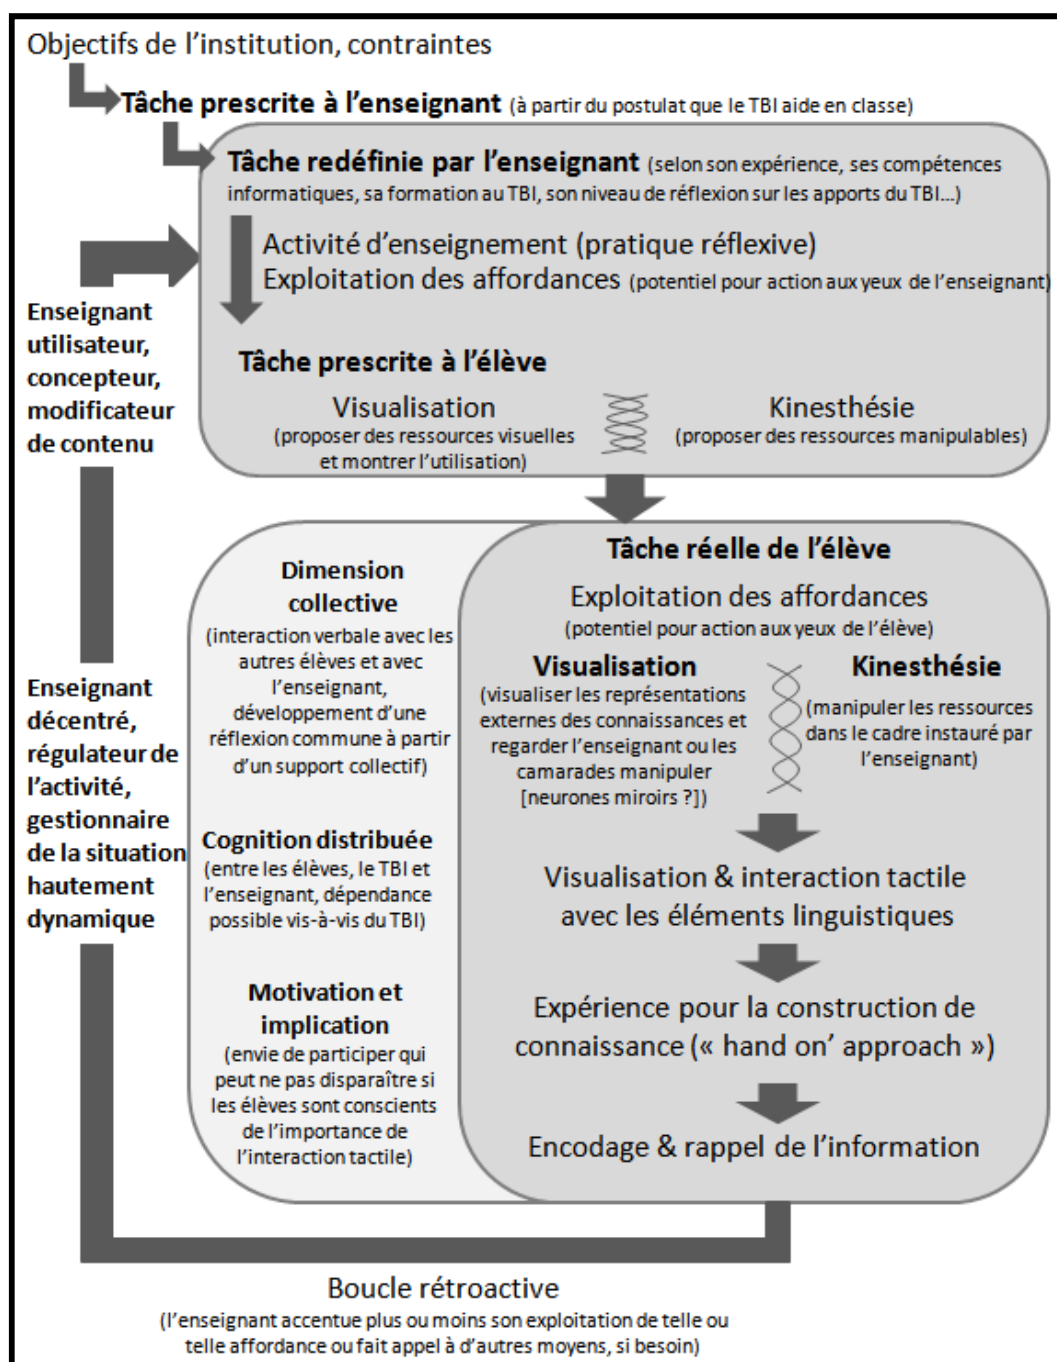 Objectifs de l’institution, contraintes
Tâche prescrite à l’enseignant (à partir du postulat que le TBI aide en classe)
Tâche redéfinie par l’enseignant (selon son expérience, ses compétences
informatiques, sa formation au TBI, son niveau de réflexion sur les apports du TBI…)
Activité d’enseignement (pratique réflexive)
Exploitation des affordances (potentiel pour action aux yeux de l’enseignant)
Enseignant
utilisateur,
concepteur,
modificateur
de contenu
Tâche prescrite à l’élève
Visualisation
(proposer des ressources visuelles
et montrer l’utilisation)
Kinesthésie
(proposer des ressources manipulables)
Enseignant
décentré,
régulateur de
l’activité,
gestionnaire
de la situation
hautement
dynamique
Dimension
collective
(interaction verbale avec les
autres élèves et avec
l’enseignant,
développement d’une
réflexion commune à partir
d’un support collectif)
Cognition distribuée
(entre les élèves, le TBI et
l’enseignant, dépendance
possible vis-à-vis du TBI)
Motivation et
implication
(envie de participer qui
peut ne pas disparaître si
les élèves sont conscients
de l’importance de
l’interaction tactile)
Tâche réelle de l’élève
Exploitation des affordances
(potentiel pour action aux yeux de l’élève)
Visualisation
(visualiser les représentations
externes des connaissances et
regarder l’enseignant ou les
camarades manipuler
[neurones miroirs ?])
Kinesthésie
(manipuler les ressources
dans le cadre instauré par
l’enseignant)
Visualisation & interaction tactile
avec les éléments linguistiques
Expérience pour la construction de
connaissance (« hand on’ approach »)
Encodage & rappel de l’information
Boucle rétroactive
(l’enseignant accentue plus ou moins son exploitation de telle ou
telle affordance ou fait appel à d’autres moyens, si besoin)